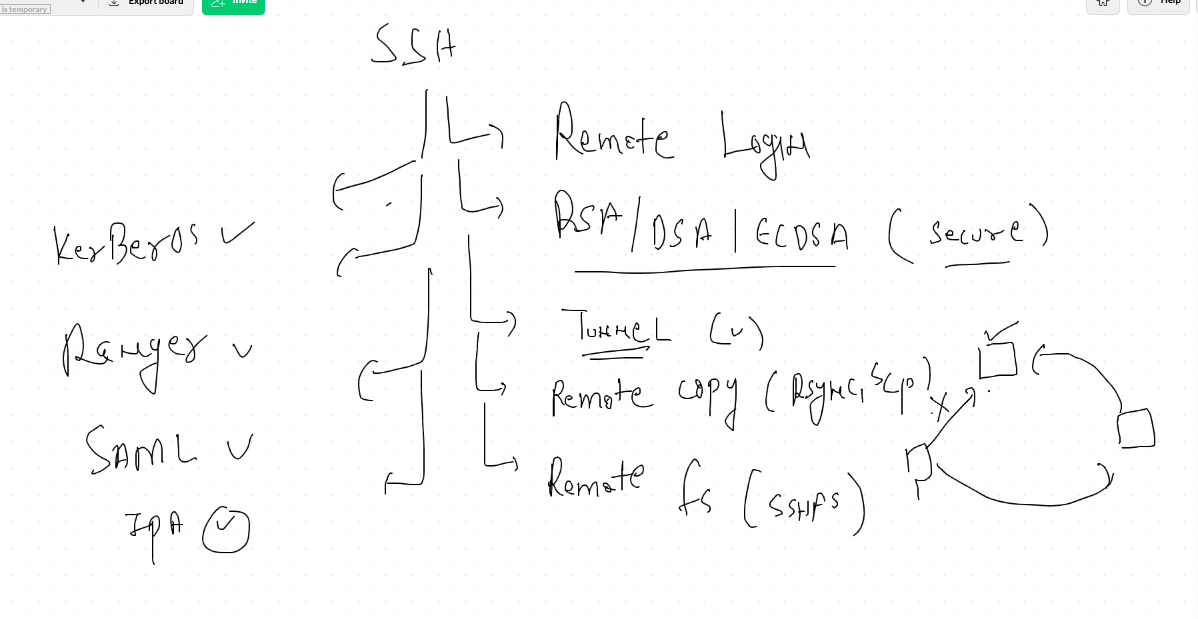 is temporary
Export board
Invite
Help
SSH
Remote Login
RSA/DSA|ECDSA (secure)
KerBerOS ✓
Tunnel (v)
Ranger ✓
Remote copy (Rsync, scp)
SAML ✓
Remote fs (SSHFS)
IPA ✓